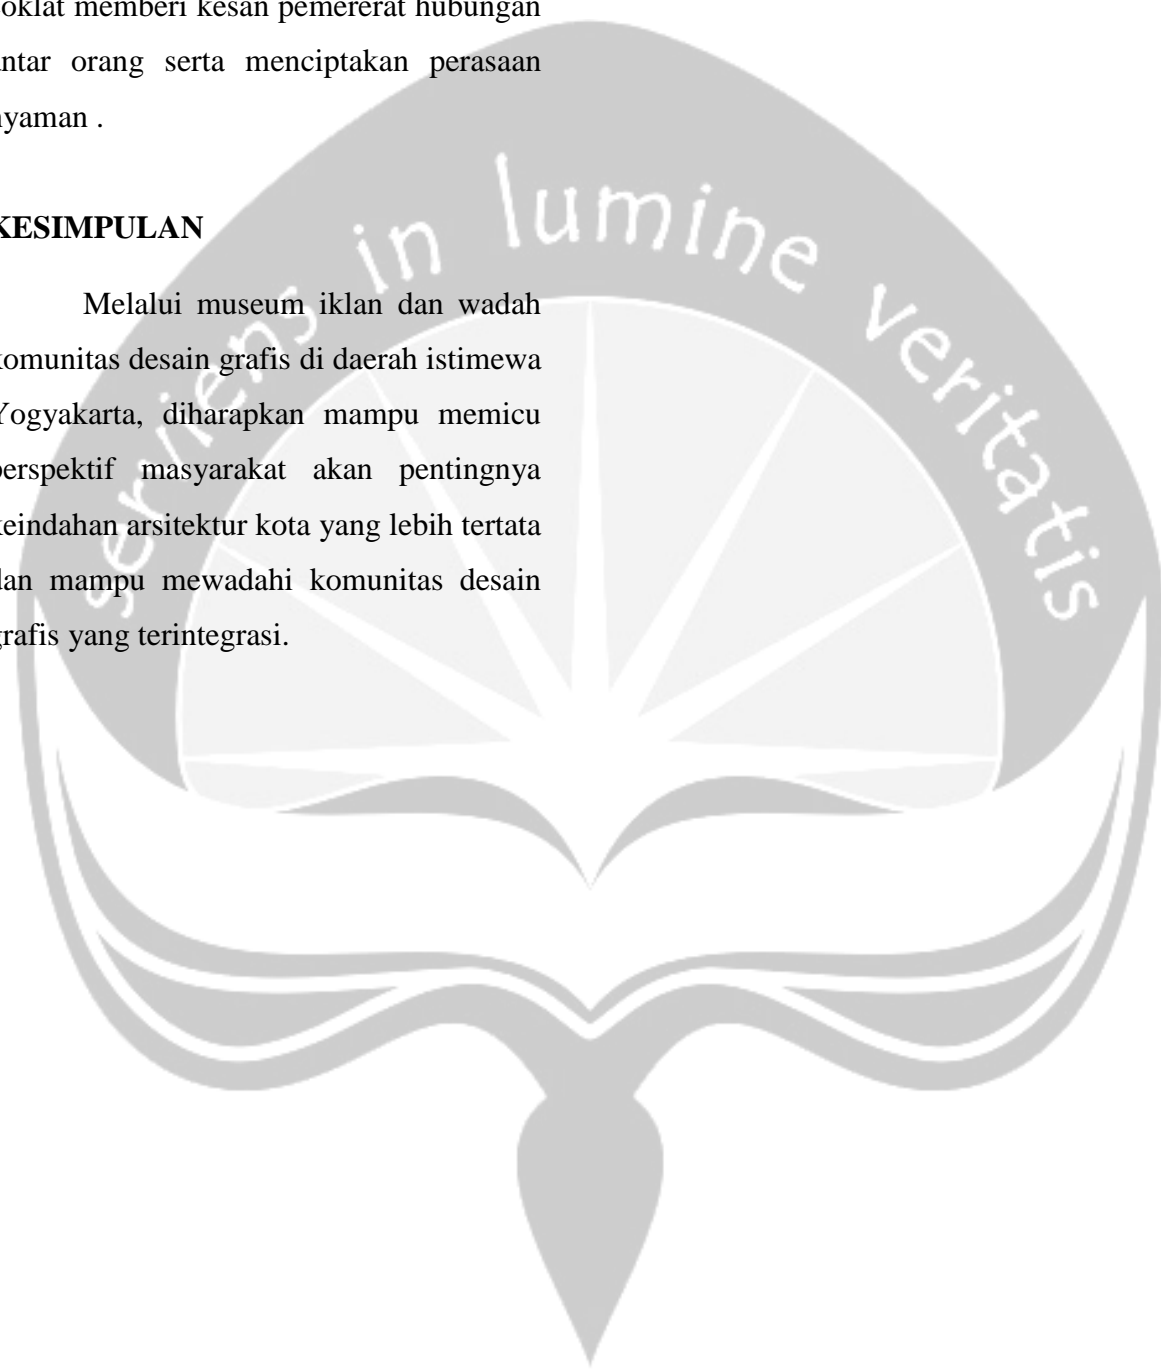 oklat memberi kesan pemererat hubungan
antar orang serta menciptakan perasaan
nyaman .
KESIMPULAN
Melalui museum iklan dan wadah
komunitas desain grafis di daerah istimewa
Yogyakarta, diharapkan mampu memicu
perspektif masyarakat akan pentingnya
keindahan arsitektur kota yang lebih tertata
dan mampu mewadahi komunitas desain
grafis yang terintegrasi.
serviens in lumine veritatis